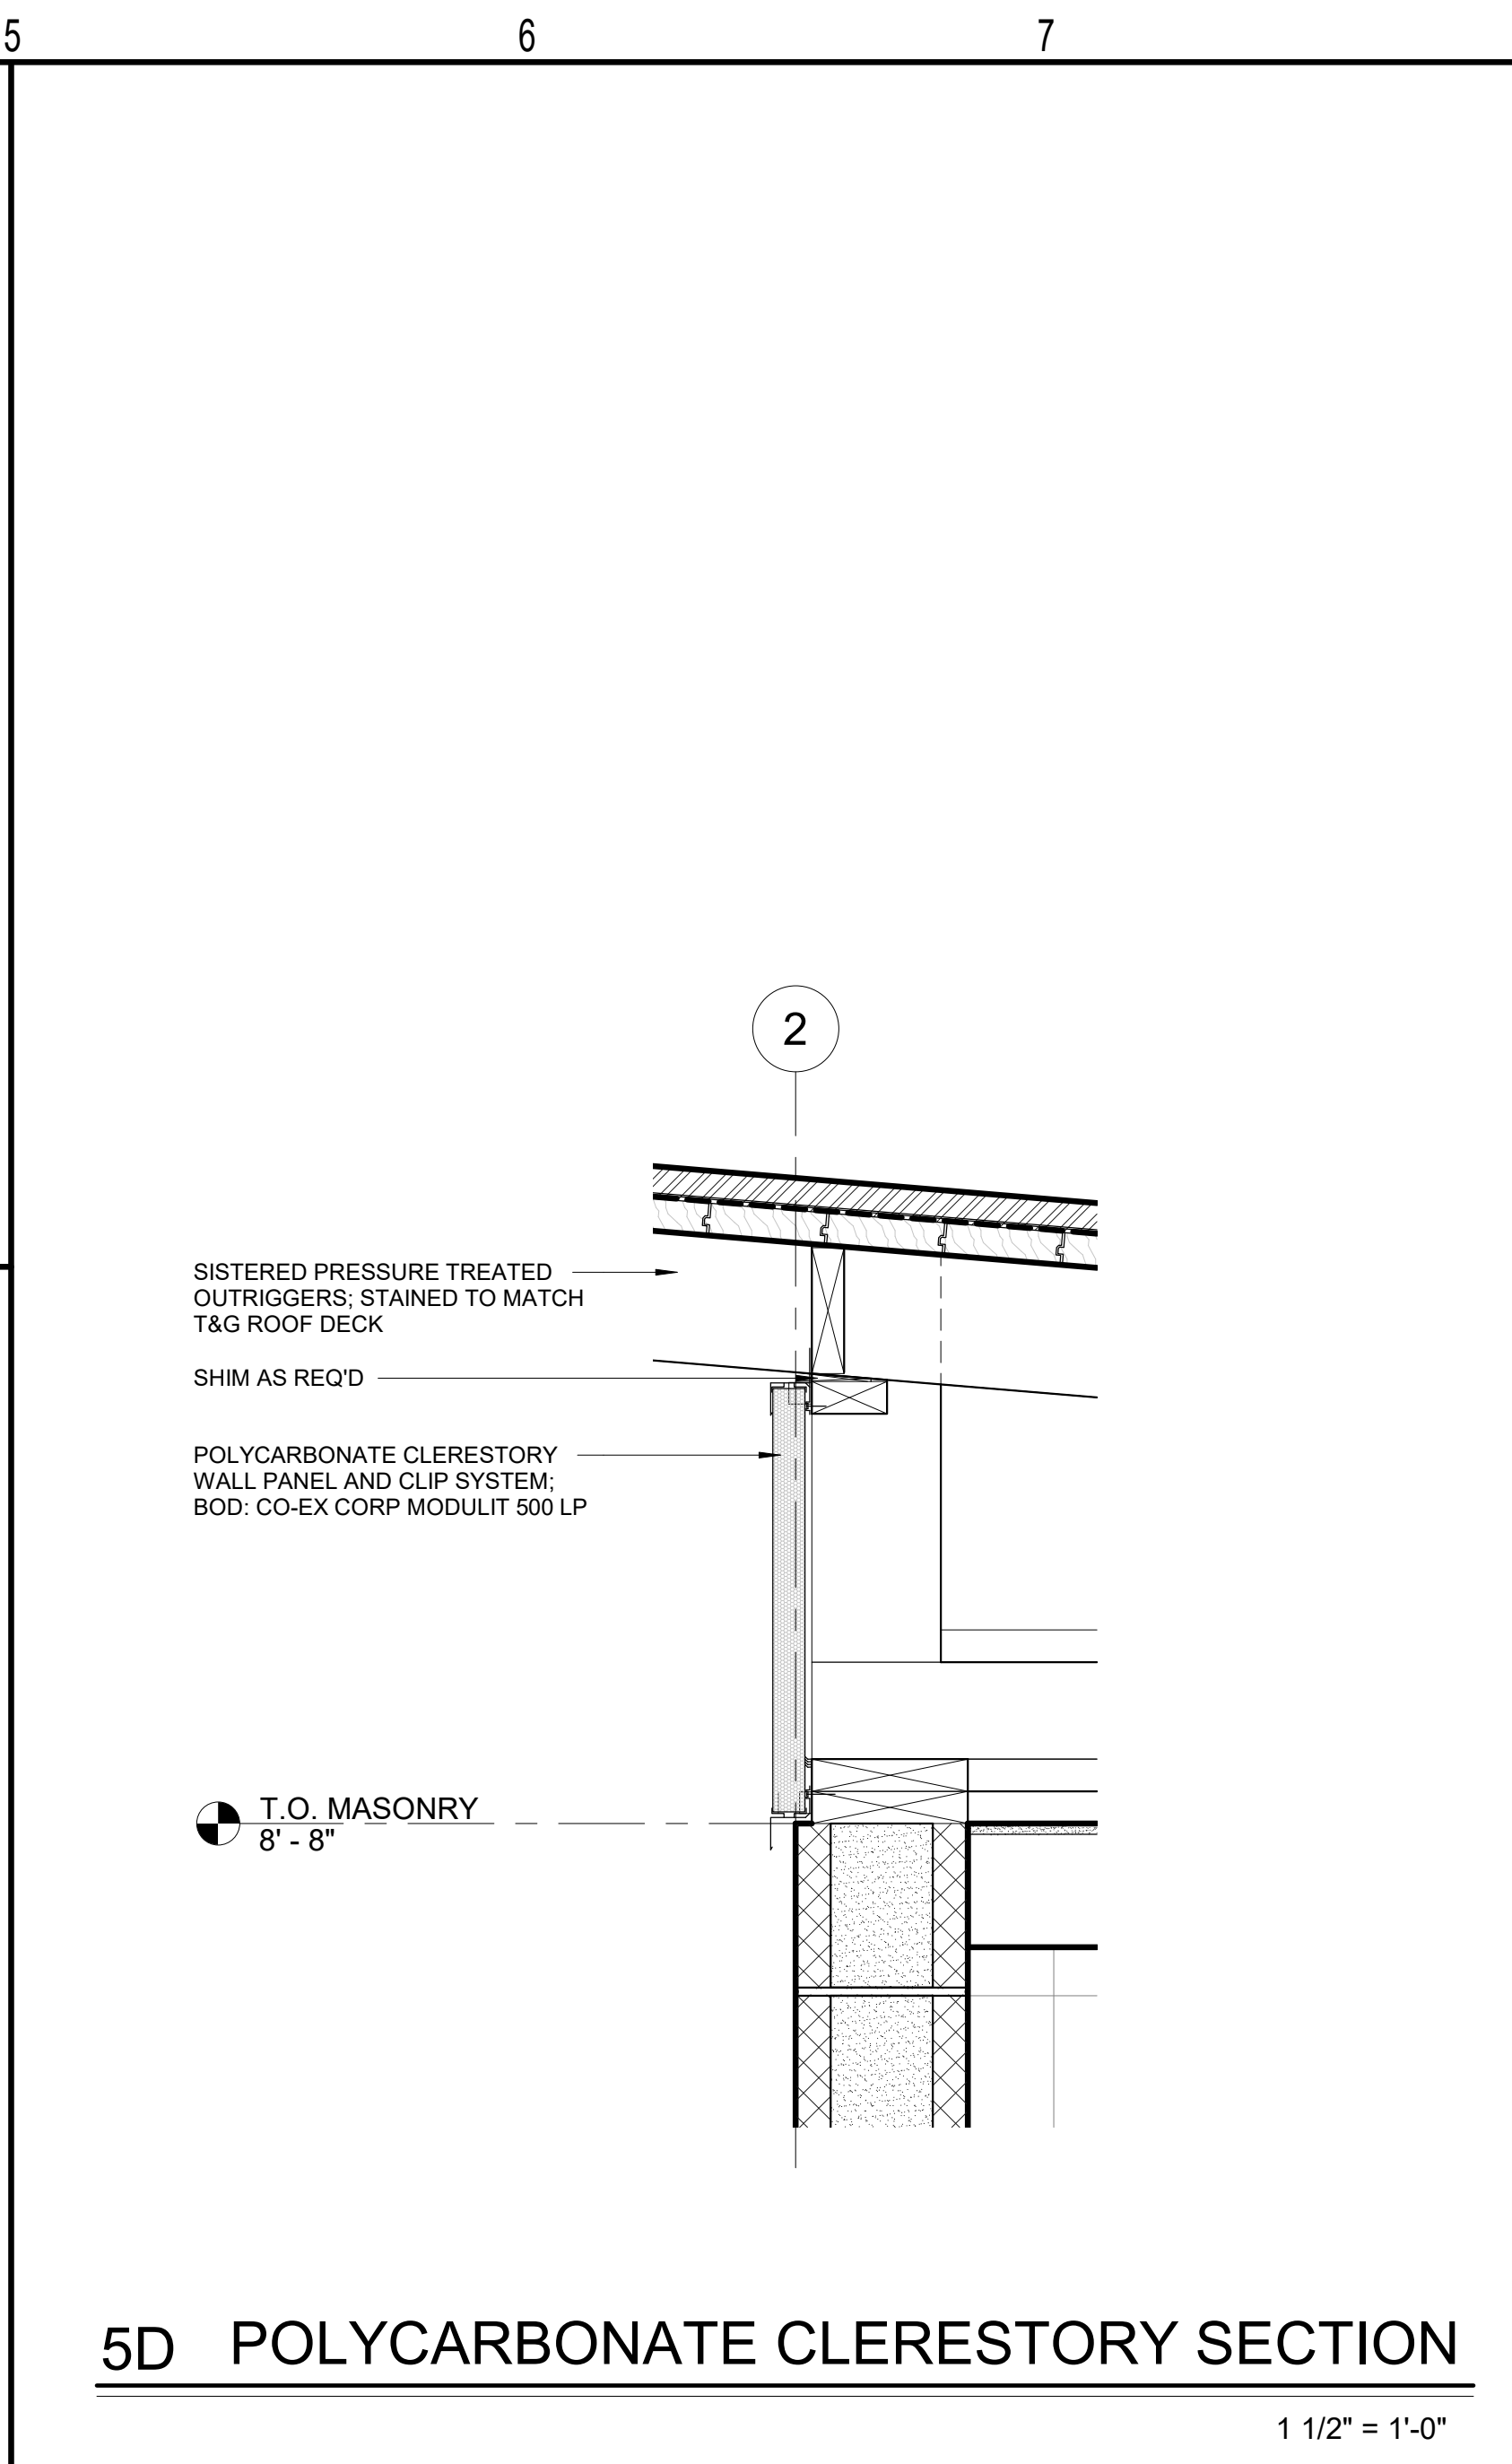 5 6 7
2
SISTERED PRESSURE TREATED
OUTRIGGERS; STAINED TO MATCH
T&G ROOF DECK
SHIM AS REQ'D
POLYCARBONATE CLERESTORY
WALL PANEL AND CLIP SYSTEM;
BOD: CO-EX CORP MODULIT 500 LP
T.O. MASONRY
8' - 8"
5D POLYCARBONATE CLERESTORY SECTION
1 1/2" = 1'-0"